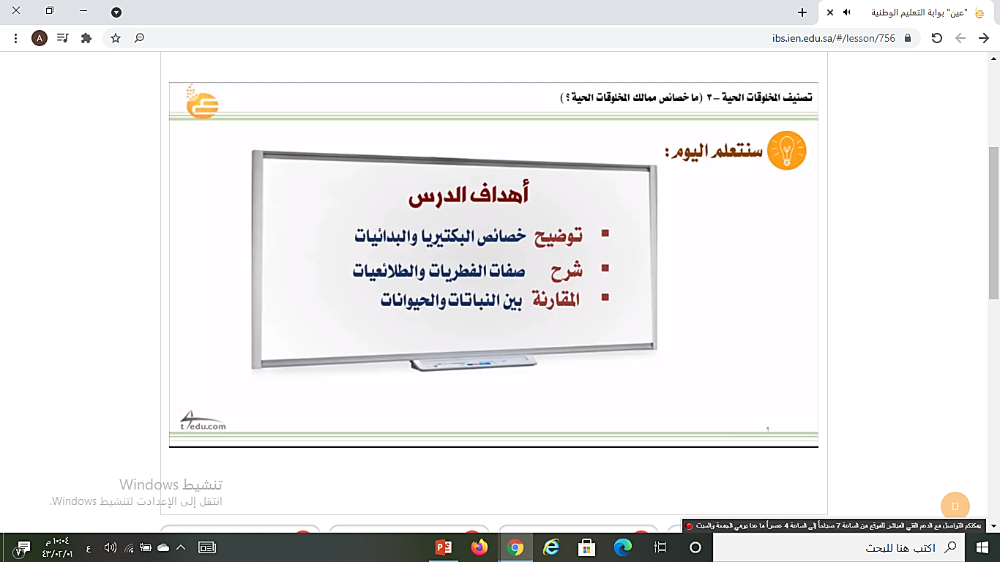 "عين" بوابة التعليم الوطنية
ibs.ien.edu.sa/#/lesson/756
A
تصنيف المخلوقات الحية – ٢ (ما خصائص ممالك المخلوقات الحية ؟)
سنتعلم اليوم:
أهداف الدرس
▪ توضيح خصائص البكتيريا والبدائيات
▪ شرح صفات الفطريات والطلائعيات
▪ المقارنة بين النباتات والحيوانات
t4edu.com
٢
تنشيط Windows
انتقل إلى الإعدادت لتنشيط Windows.
يمكنكم التواصل مع الدعم الفني المباشر للموقع من الساعة 7 صباحاً إلى الساعة 4 عصراً ما عدا يومي الجمعة والسبت
اكتب هنا للبحث
ع
١٠:٠٤ م
٤٣/٠٢/٠١